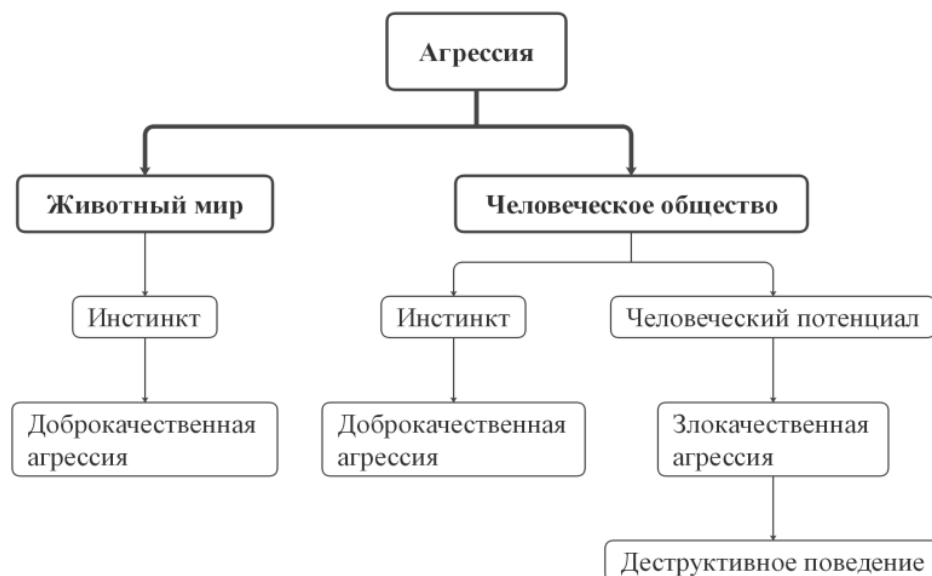 Агрессия
Животный мир
Человеческое общество
Инстинкт
Инстинкт
Человеческий потенциал
Доброкачественная
агрессия
Доброкачественная
агрессия
Злокачественная
агрессия
Деструктивное поведение